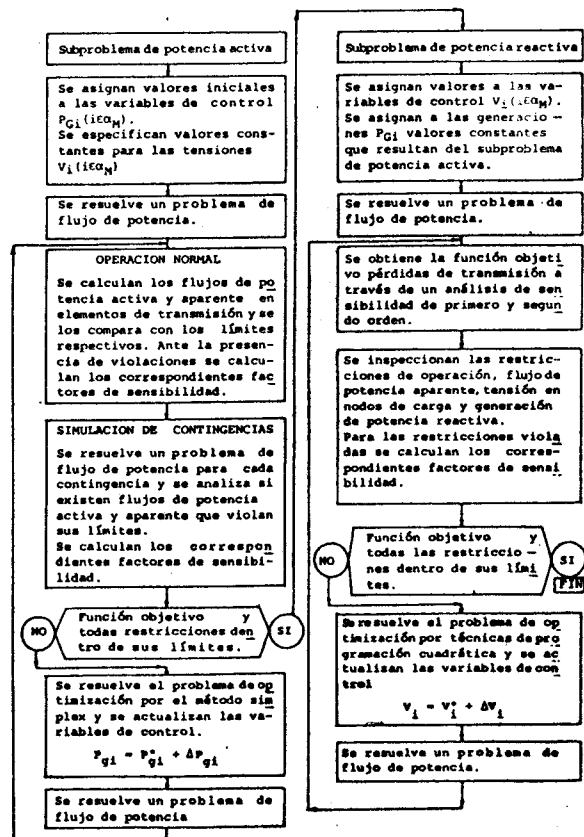 Subproblema de potencia activa
Se asignan valores iniciales
a las variables de control
P_Gi (iεα_M).
Se especifican valores cons-
tantes para las tensiones
V_i (iεα_M)
Se resuelve un problema de
flujo de potencia.
OPERACION NORMAL
Se calculan los flujos de po
tencia activa y aparente en
elementos de transmisión y se
los compara con los límites
respectivos. Ante la presen-
cia de violaciones se calcu-
lan los correspondientes fac
tores de sensibilidad.
SIMULACION DE CONTINGENCIAS
Se resuelve un problema de
flujo de potencia para cada
contingencia y se analiza si
existen flujos de potencia
activa y aparente que violan
sus límites.
Se calculan los correspon
dientes factores de sensibi-
lidad.
NO
Función objetivo y
todas restricciones den
tro de sus límites.
SI
Se resuelve el problema de op
timización por el método sim
plex y se actualizan las va-
riables de control.
P_gi = P°_gi + ΔP_gi
Se resuelve un problema de
flujo de potencia
Subproblema de potencia reactiva
Se asignan valores a las va-
riables de control V_i (iεα_M).
Se asignan a las generacio-
nes P_Gi valores constantes
que resultan del subproblema
de potencia activa.
Se resuelve un problema de
flujo de potencia.
Se obtiene la función objeti
vo pérdidas de transmisión a
través de un análisis de sen
sibilidad de primero y segun
do orden.
Se inspeccionan las restric-
ciones de operación, flujo de
potencia aparente, tensión en
nodos de carga y generación
de potencia reactiva.
Para las restricciones viola
das se calculan los corres-
pondientes factores de sensi
bilidad.
NO
Función objetivo y
todas las restriccio-
nes dentro de sus lími
tes.
SI
FIN
Se resuelve el problema de op
timización por técnicas de pro
gramación cuadrática y se ac
tualizan las variables de con
trol
V_i = V°_i + ΔV_i
Se resuelve un problema de
flujo de potencia.